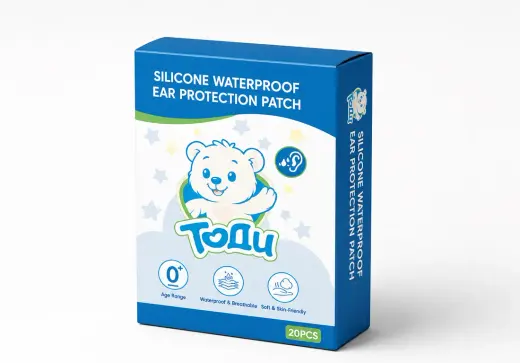 SILICONE WATERPROOF
EAR PROTECTION PATCH
ТоДи
0+
Age Range
Waterproof & Breathable
Soft & Skin-Friendly
20PCS
ТоДи
SILICONE WATERPROOF
EAR PROTECTION PATCH